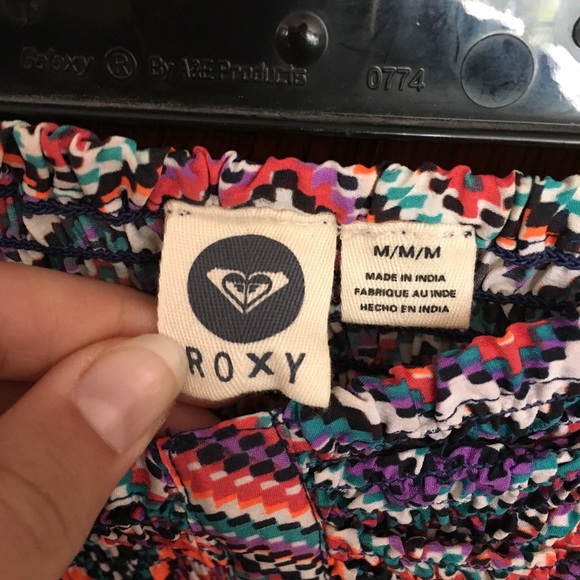 Galaxy ® By A&E Products 0774
ROXY
M/M/M
MADE IN INDIA
FABRIQUE AU INDE
HECHO EN INDIA